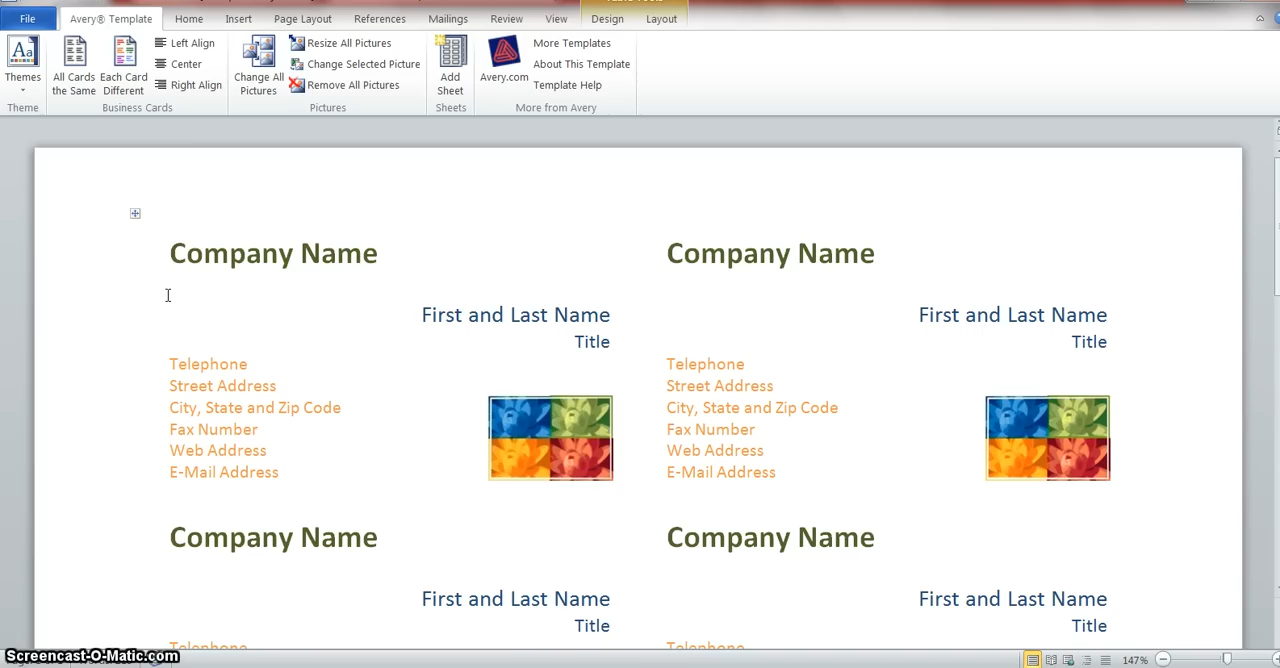 File Avery® Template Home Insert Page Layout References Mailings Review View Design Layout
Themes
Theme
All Cards the Same
Each Card Different
Left Align
Center
Right Align
Business Cards
Change All Pictures
Resize All Pictures
Change Selected Picture
Remove All Pictures
Pictures
Add Sheet
Sheets
Avery.com
More Templates
About This Template
Template Help
More from Avery
Company Name
First and Last Name
Title
Telephone
Street Address
City, State and Zip Code
Fax Number
Web Address
E-Mail Address
Company Name
First and Last Name
Title
Telephone
Street Address
City, State and Zip Code
Fax Number
Web Address
E-Mail Address
Company Name
First and Last Name
Title
Telephone
Company Name
First and Last Name
Title
Telephone
Screencast-O-Matic.com
147%